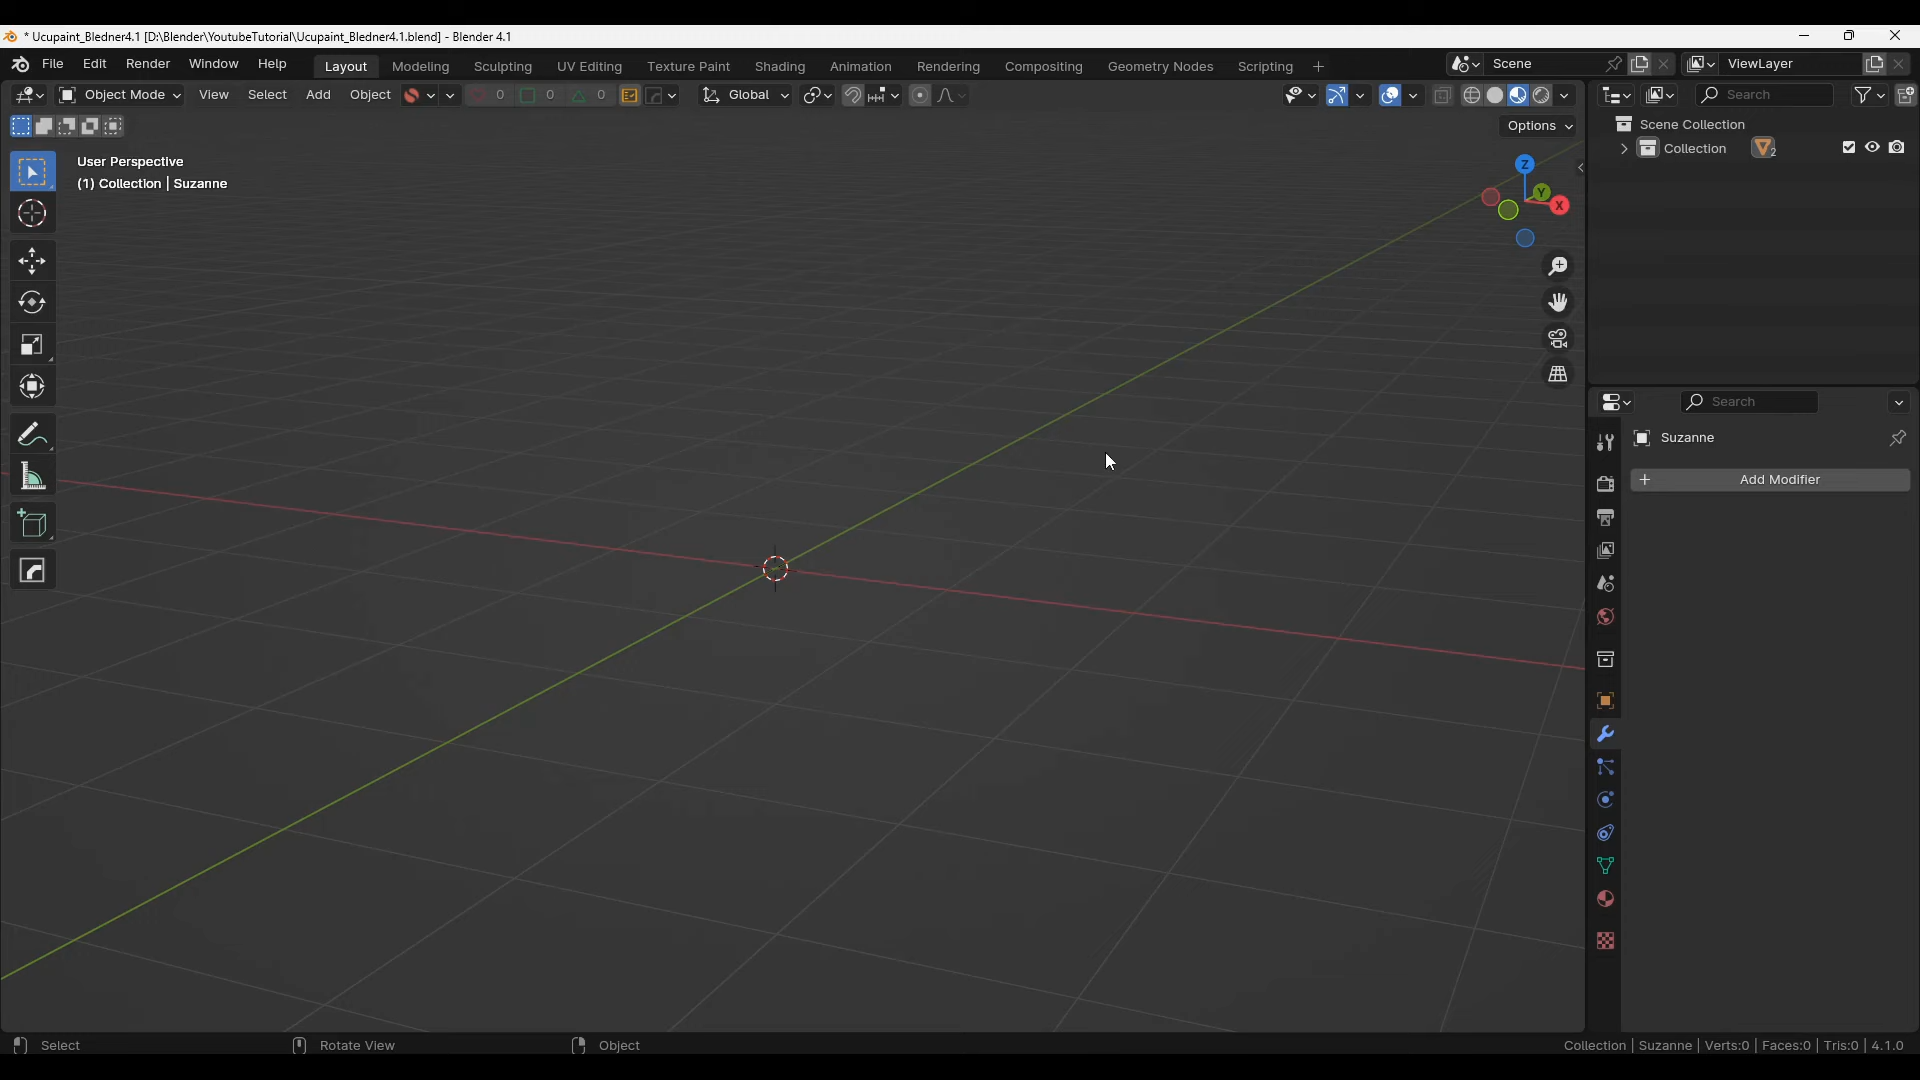 * Ucupaint_Bledner4.1 [D:\Blender\YoutubeTutorial\Ucupaint_Bledner4.1.blend] - Blender 4.1
File Edit Render Window Help Layout Modeling Sculpting UV Editing Texture Paint Shading Animation Rendering Compositing Geometry Nodes Scripting + Scene ViewLayer
Object Mode View Select Add Object 0 0 0 Global Search
Options
Scene Collection
Collection 2
User Perspective
(1) Collection | Suzanne
Z
Y
X
Search
Suzanne
+ Add Modifier
Select Rotate View Object Collection | Suzanne | Verts:0 | Faces:0 | Tris:0 | 4.1.0